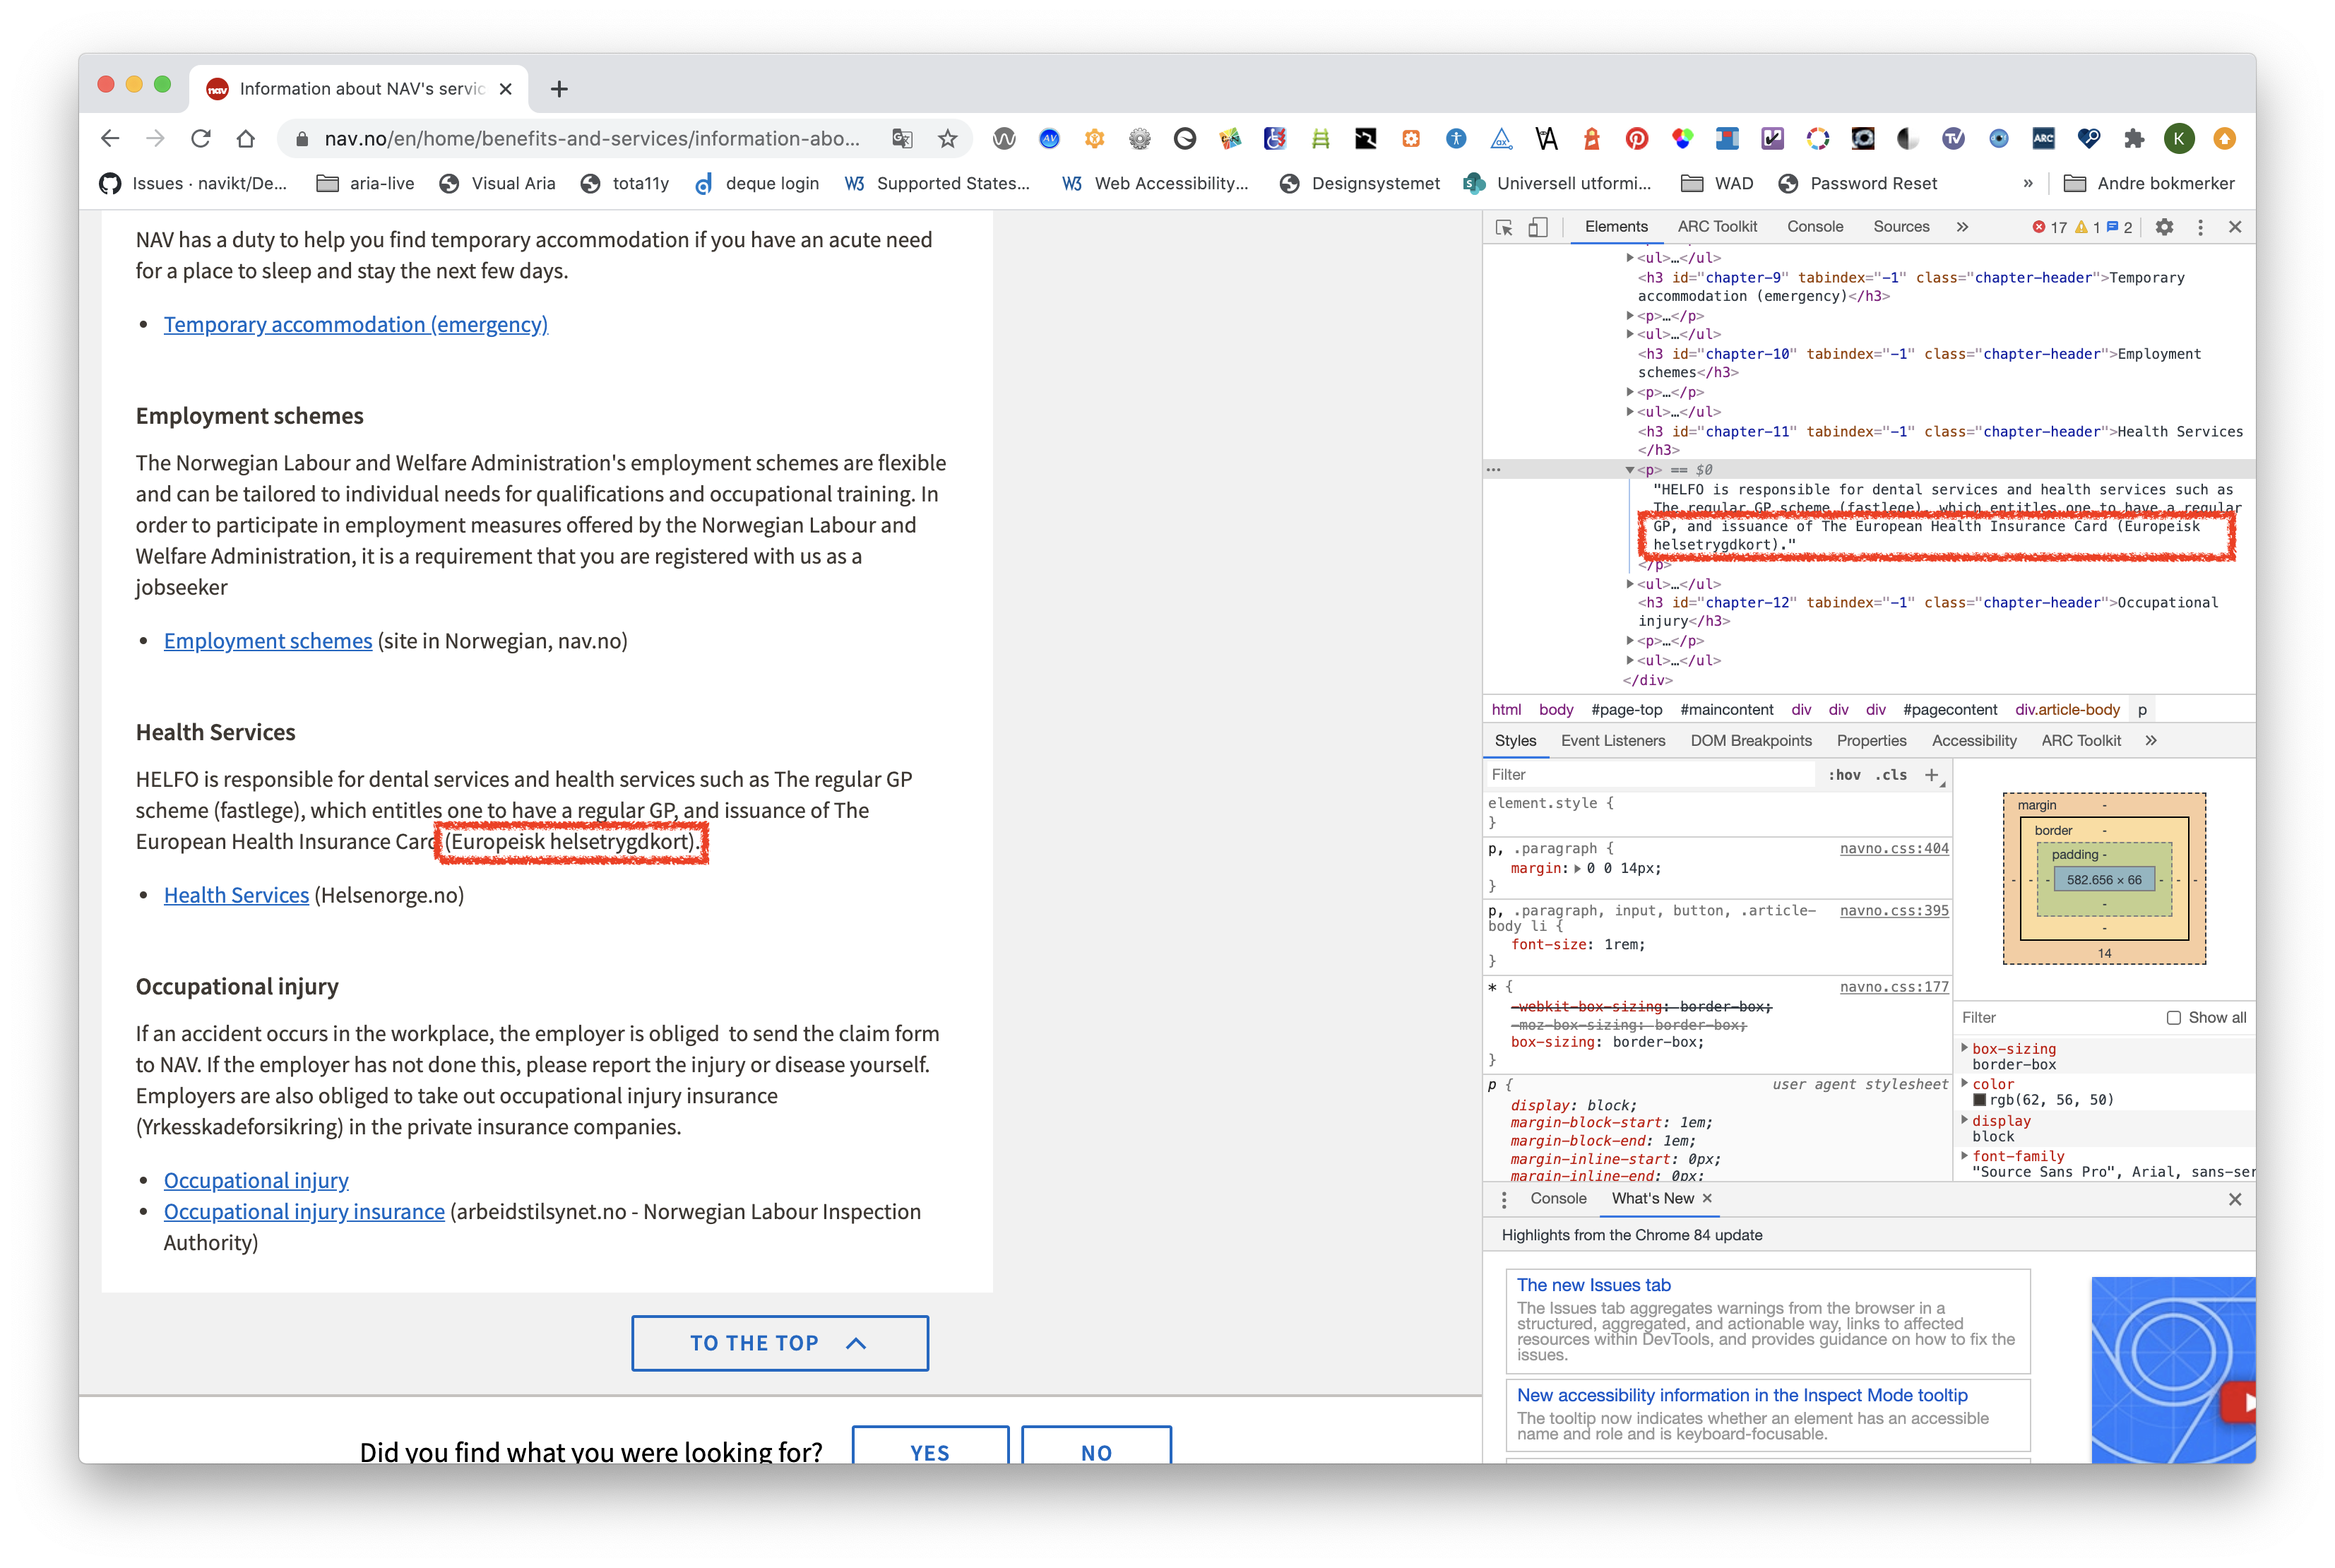 Information about NAV's servic
nav.no/en/home/benefits-and-services/information-abo...
Issues · navikt/De...
aria-live
Visual Aria
tota11y
deque login
Supported States...
Web Accessibility...
Designsystemet
Universell utformi...
WAD
Password Reset
»
Andre bokmerker
NAV has a duty to help you find temporary accommodation if you have an acute need
for a place to sleep and stay the next few days.
• Temporary accommodation (emergency)
Employment schemes
The Norwegian Labour and Welfare Administration's employment schemes are flexible
and can be tailored to individual needs for qualifications and occupational training. In
order to participate in employment measures offered by the Norwegian Labour and
Welfare Administration, it is a requirement that you are registered with us as a
jobseeker
• Employment schemes (site in Norwegian, nav.no)
Health Services
HELFO is responsible for dental services and health services such as The regular GP
scheme (fastlege), which entitles one to have a regular GP, and issuance of The
European Health Insurance Card (Europeisk helsetrygdkort).
• Health Services (Helsenorge.no)
Occupational injury
If an accident occurs in the workplace, the employer is obliged  to send the claim form
to NAV. If the employer has not done this, please report the injury or disease yourself.
Employers are also obliged to take out occupational injury insurance
(Yrkesskadeforsikring) in the private insurance companies.
• Occupational injury
• Occupational injury insurance (arbeidstilsynet.no - Norwegian Labour Inspection
Authority)
TO THE TOP
Did you find what you were looking for?
YES
NO
Elements
ARC Toolkit
Console
Sources
»
17
1
2
<ul>…</ul>
<h3 id="chapter-9" tabindex="-1" class="chapter-header">Temporary
accommodation (emergency)</h3>
<p>…</p>
<ul>…</ul>
<h3 id="chapter-10" tabindex="-1" class="chapter-header">Employment
schemes</h3>
<p>…</p>
<ul>…</ul>
<h3 id="chapter-11" tabindex="-1" class="chapter-header">Health Services
</h3>
<p> == $0
"HELFO is responsible for dental services and health services such as
The regular GP scheme (fastlege), which entitles one to have a regular
GP, and issuance of The European Health Insurance Card (Europeisk
helsetrygdkort)."
</p>
<ul>…</ul>
<h3 id="chapter-12" tabindex="-1" class="chapter-header">Occupational
injury</h3>
<p>…</p>
<ul>…</ul>
</div>
html body #page-top #maincontent div div div #pagecontent div.article-body p
Styles
Event Listeners
DOM Breakpoints
Properties
Accessibility
ARC Toolkit
»
Filter
:hov .cls +
element.style {
}
p, .paragraph { navno.css:404
margin: 0 0 14px;
}
p, .paragraph, input, button, .article- navno.css:395
body li {
font-size: 1rem;
}
* { navno.css:177
-webkit-box-sizing: border-box;
-moz-box-sizing: border-box;
box-sizing: border-box;
}
p { user agent stylesheet
display: block;
margin-block-start: 1em;
margin-block-end: 1em;
margin-inline-start: 0px;
margin-inline-end: 0px;
margin -
border -
padding -
582.656 × 66
-
-
14
Filter
Show all
box-sizing
border-box
color
rgb(62, 56, 50)
display
block
font-family
"Source Sans Pro", Arial, sans-ser
Console
What's New
Highlights from the Chrome 84 update
The new Issues tab
The Issues tab aggregates warnings from the browser in a
structured, aggregated, and actionable way, links to affected
resources within DevTools, and provides guidance on how to fix the
issues.
New accessibility information in the Inspect Mode tooltip
The tooltip now indicates whether an element has an accessible
name and role and is keyboard-focusable.